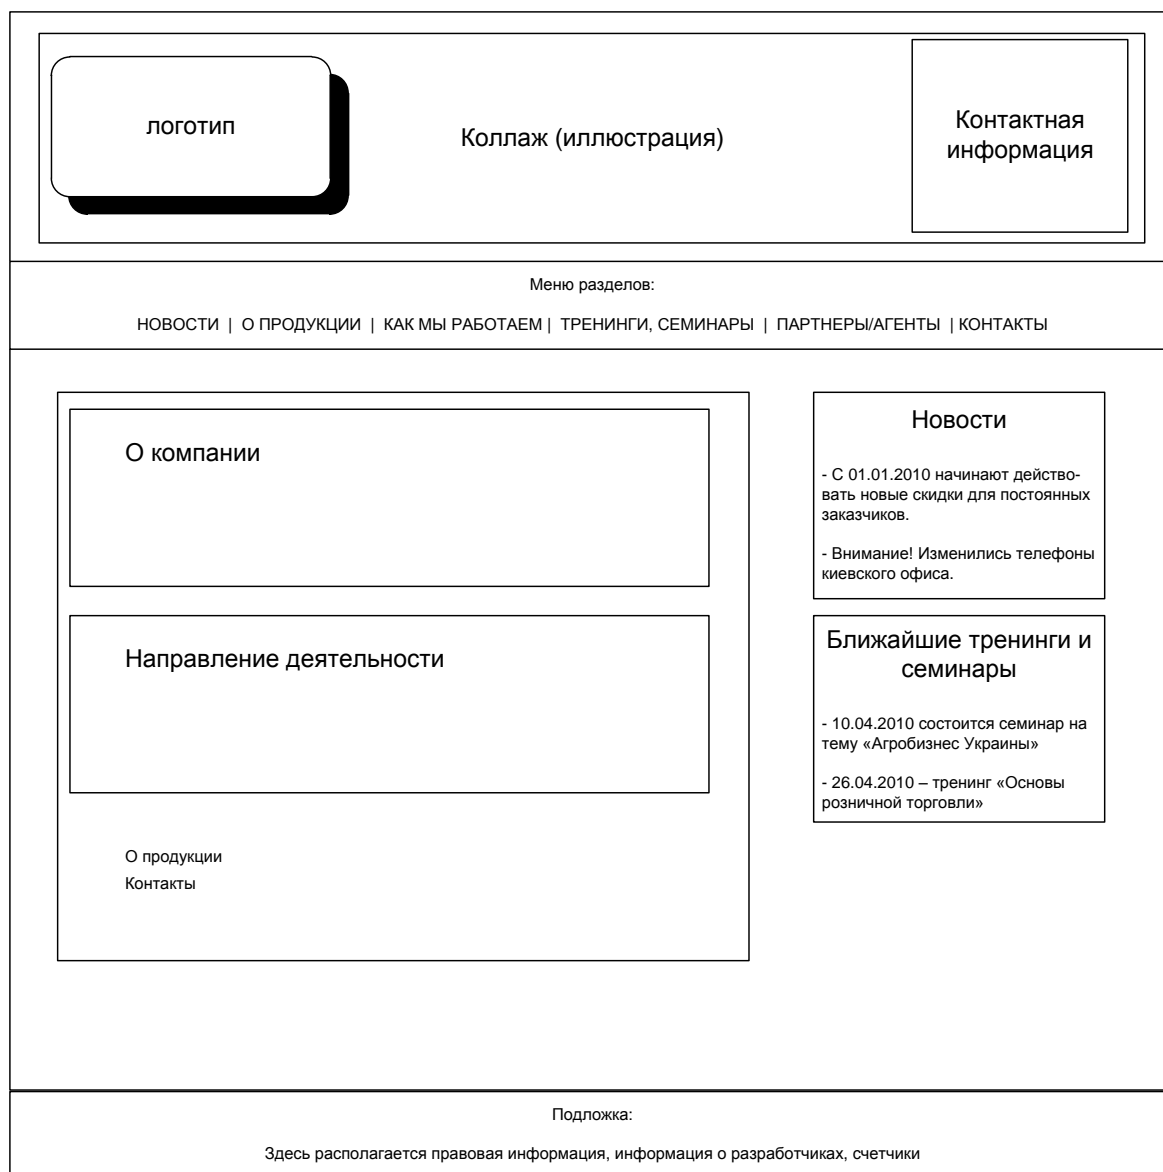 логотип
Коллаж (иллюстрация)
Контактная
информация
Меню разделов:
НОВОСТИ | О ПРОДУКЦИИ | КАК МЫ РАБОТАЕМ | ТРЕНИНГИ, СЕМИНАРЫ | ПАРТНЕРЫ/АГЕНТЫ | КОНТАКТЫ
О компании
Направление деятельности
О продукции
Контакты
Новости
- С 01.01.2010 начинают действо-
вать новые скидки для постоянных
заказчиков.
- Внимание! Изменились телефоны
киевского офиса.
Ближайшие тренинги и
семинары
- 10.04.2010 состоится семинар на
тему «Агробизнес Украины»
- 26.04.2010 – тренинг «Основы
розничной торговли»
Подложка:
Здесь располагается правовая информация, информация о разработчиках, счетчики